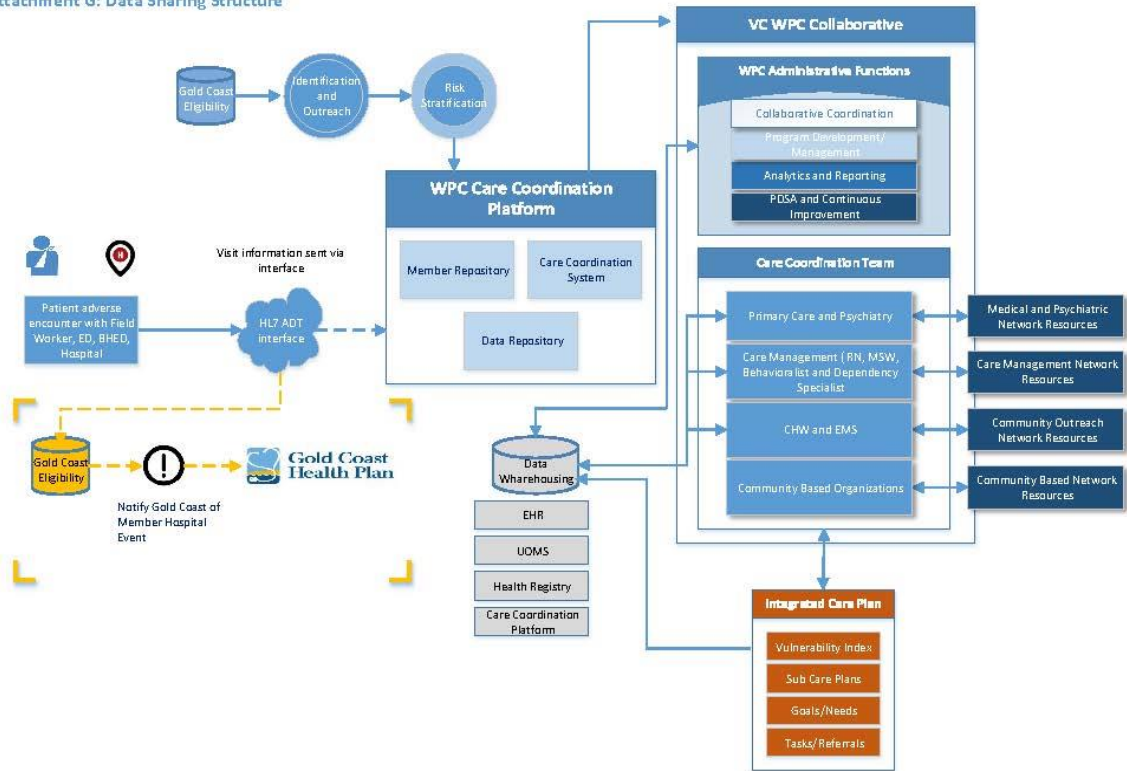 ttachment G: Data Sharing Structure
Gold Coast
Eligibility
Identification
and
Outreach
Risk
Stratification
VC WPC Collaborative
WPC Administrative Functions
Collaborative Coordination
Program Development/
Management
Analytics and Reporting
PDSA and Continuous
Improvement
WPC Care Coordination
Platform
Member Repository
Care Coordination
System
Data Repository
H
Visit information sent via
interface
Patient adverse
encounter with Field
Worker, ED, BHED,
Hospital
HL7 ADT
interface
Care Coordination Team
Primary Care and Psychiatry
Care Management ( RN, MSW,
Behavioralist and Dependency
Specialist
CHW and EMS
Community Based Organizations
Medical and Psychiatric
Network Resources
Care Management Network
Resources
Community Outreach
Network Resources
Community Based Network
Resources
Gold Coast
Eligibility
Notify Gold Coast of
Member Hospital
Event
Gold Coast
Health Plan
Data
Wharehousing
EHR
UOMS
Health Registry
Care Coordination
Platform
Integrated Care Plan
Vulnerability Index
Sub Care Plans
Goals/Needs
Tasks/Referrals